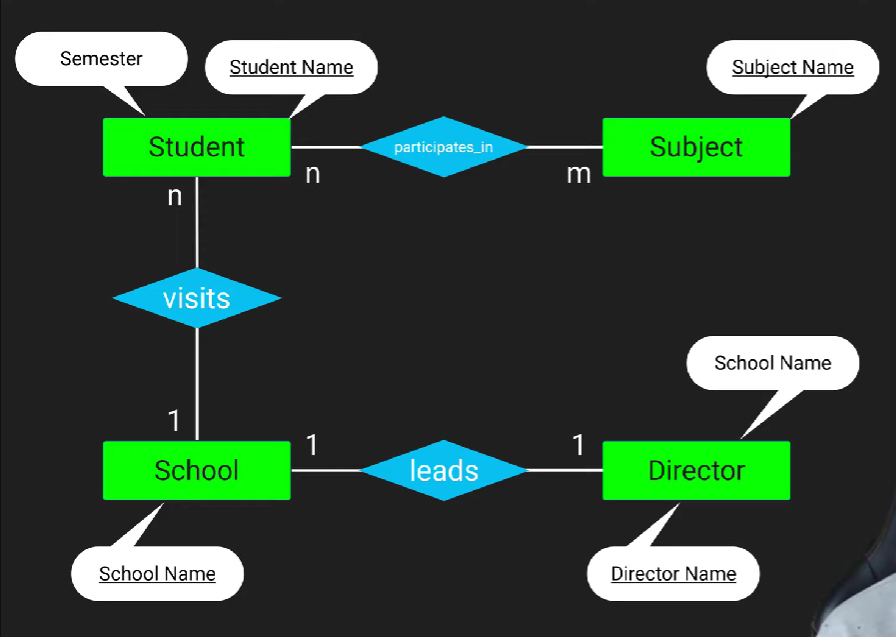 Semester
Student Name
Subject Name
Student
participates_in
Subject
n
n
m
visits
School Name
1
1
1
School
leads
Director
School Name
Director Name